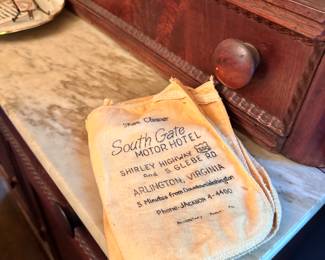 Shoe Cleaner
South Gate
MOTOR HOTEL
SHIRLEY HIGHWAY
and S. GLEBE RD.
ARLINGTON, VIRGINIA
5 Minutes from Downtown Washington
Phone-JACKSON 4-4400